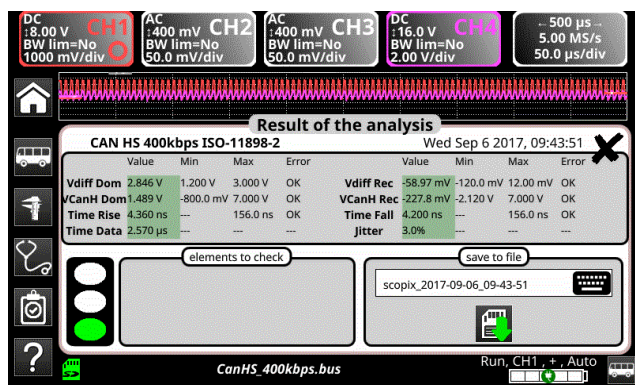 DC CH1
↕8.00 V
BW lim=No
1000 mV/div
AC CH2
↕400 mV
BW lim=No
50.0 mV/div
AC CH3
↕400 mV
BW lim=No
50.0 mV/div
DC CH4
↕16.0 V
BW lim=No
2.00 V/div
←500 µs→
5.00 MS/s
50.0 µs/div
Result of the analysis
CAN HS 400kbps ISO-11898-2 Wed Sep 6 2017, 09:43:51
Value Min Max Error Value Min Max Error
Vdiff Dom 2.846 V 1.200 V 3.000 V OK Vdiff Rec -58.97 mV -120.0 mV 12.00 mV OK
VCanH Dom 1.489 V -800.0 mV 7.000 V OK VCanH Rec -227.8 mV -2.120 V 7.000 V OK
Time Rise 4.360 ns --- 156.0 ns OK Time Fall 4.200 ns --- 156.0 ns OK
Time Data 2.570 µs --- --- --- Jitter 3.0% --- --- ---
elements to check save to file
scopix_2017-09-06_09-43-51
?
CanHS_400kbps.bus
Run, CH1 , + , Auto